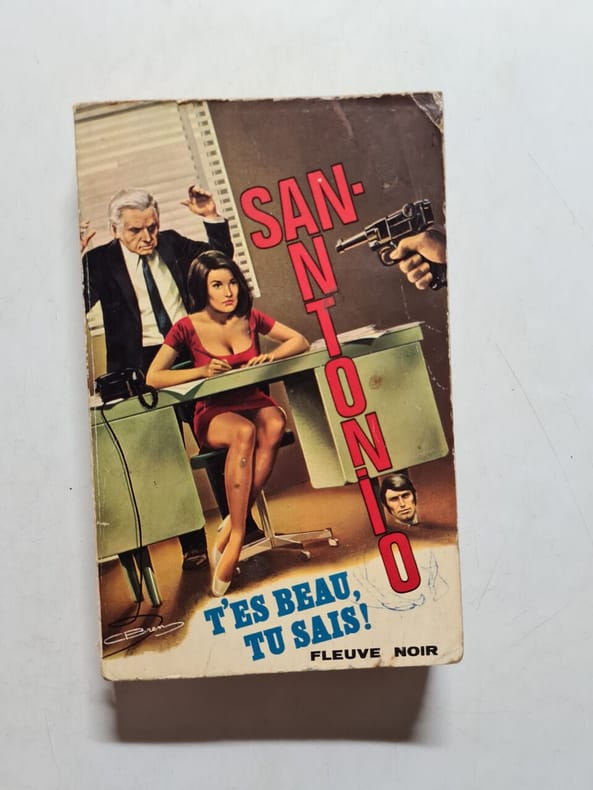 SAN-
ANTONIO
T'ES BEAU,
TU SAIS!
FLEUVE NOIR